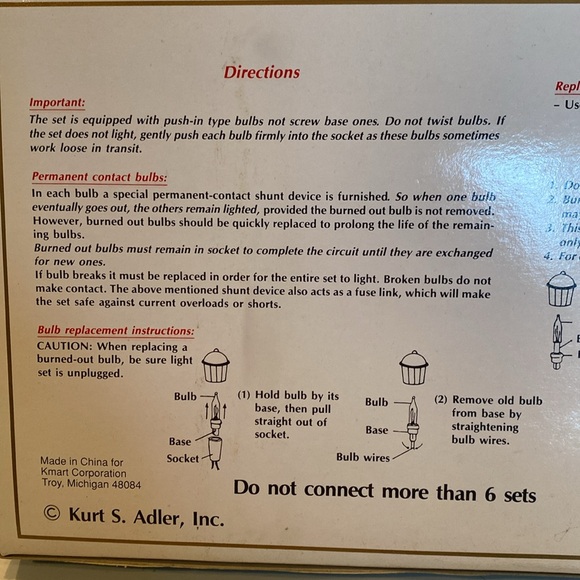 Directions
Important:
The set is equipped with push-in type bulbs not screw base ones. Do not twist bulbs. If
the set does not light, gently push each bulb firmly into the socket as these bulbs sometimes
work loose in transit.
Permanent contact bulbs:
In each bulb a special permanent-contact shunt device is furnished. So when one bulb
eventually goes out, the others remain lighted, provided the burned out bulb is not removed.
However, burned out bulbs should be quickly replaced to prolong the life of the remain-
ing bulbs.
Burned out bulbs must remain in socket to complete the circuit until they are exchanged
for new ones.
If bulb breaks it must be replaced in order for the entire set to light. Broken bulbs do not
make contact. The above mentioned shunt device also acts as a fuse link, which will make
the set safe against current overloads or shorts.
Bulb replacement instructions:
CAUTION: When replacing a
burned-out bulb, be sure light
set is unplugged.
Bulb
Base
Socket
(1) Hold bulb by its
base, then pull
straight out of
socket.
Bulb
Base
Bulb wires
(2) Remove old bulb
from base by
straightening
bulb wires.
Made in China for
Kmart Corporation
Troy, Michigan 48084
Do not connect more than 6 sets
© Kurt S. Adler, Inc.
Repl
– Us
1. Do
2. Bu
ma
3. This
only
4. For